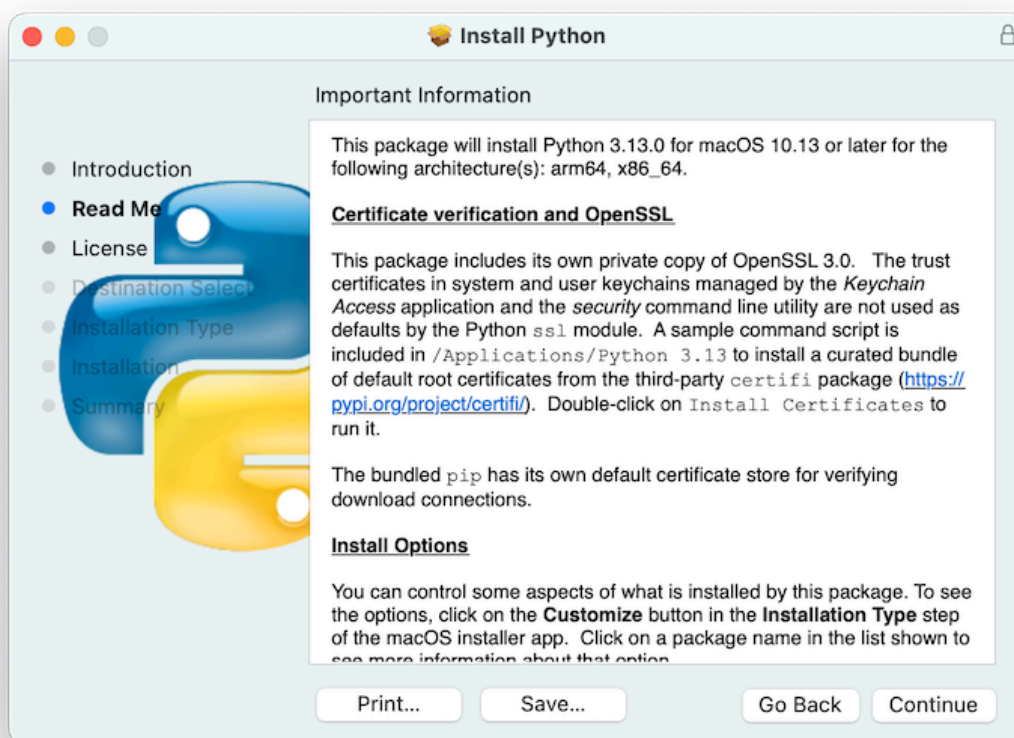 Install Python
Important Information
Introduction
Read Me
License
Destination Select
Installation Type
Installation
Summary
This package will install Python 3.13.0 for macOS 10.13 or later for the
following architecture(s): arm64, x86_64.
Certificate verification and OpenSSL
This package includes its own private copy of OpenSSL 3.0.   The trust
certificates in system and user keychains managed by the Keychain
Access application and the security command line utility are not used as
defaults by the Python ssl module.  A sample command script is
included in /Applications/Python 3.13 to install a curated bundle
of default root certificates from the third-party certifi package (https://
pypi.org/project/certifi/).  Double-click on Install Certificates to
run it.
The bundled pip has its own default certificate store for verifying
download connections.
Install Options
You can control some aspects of what is installed by this package. To see
the options, click on the Customize button in the Installation Type step
of the macOS installer app.  Click on a package name in the list shown to
see more information about that option.
Print...
Save...
Go Back
Continue